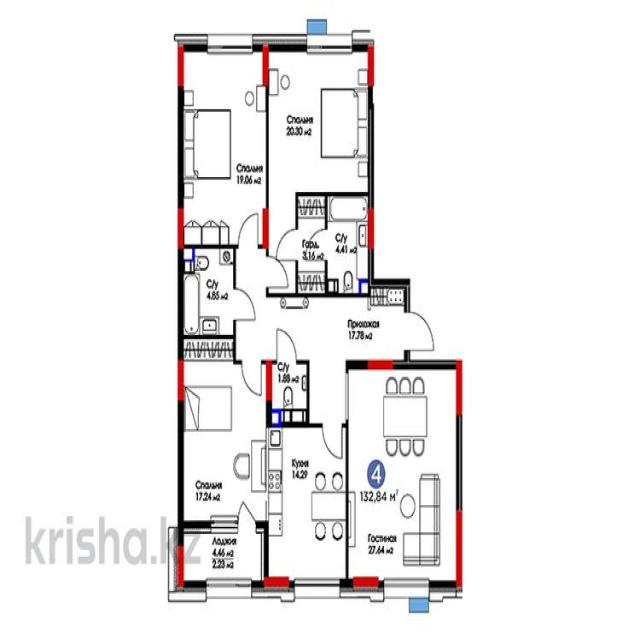 Спальня
20.30 м2
Спальня
19.06 м2
Гард.
3.16 м2
С/у
4.41 м2
С/у
4.85 м2
Прихожая
17.78 м2
С/у
1.88 м2
Кухня
14.29
4
132,84 м²
Спальня
17.24 м2
Гостиная
27.64 м2
Лоджия
4.46 м2
2.23 м2
krisha.kz